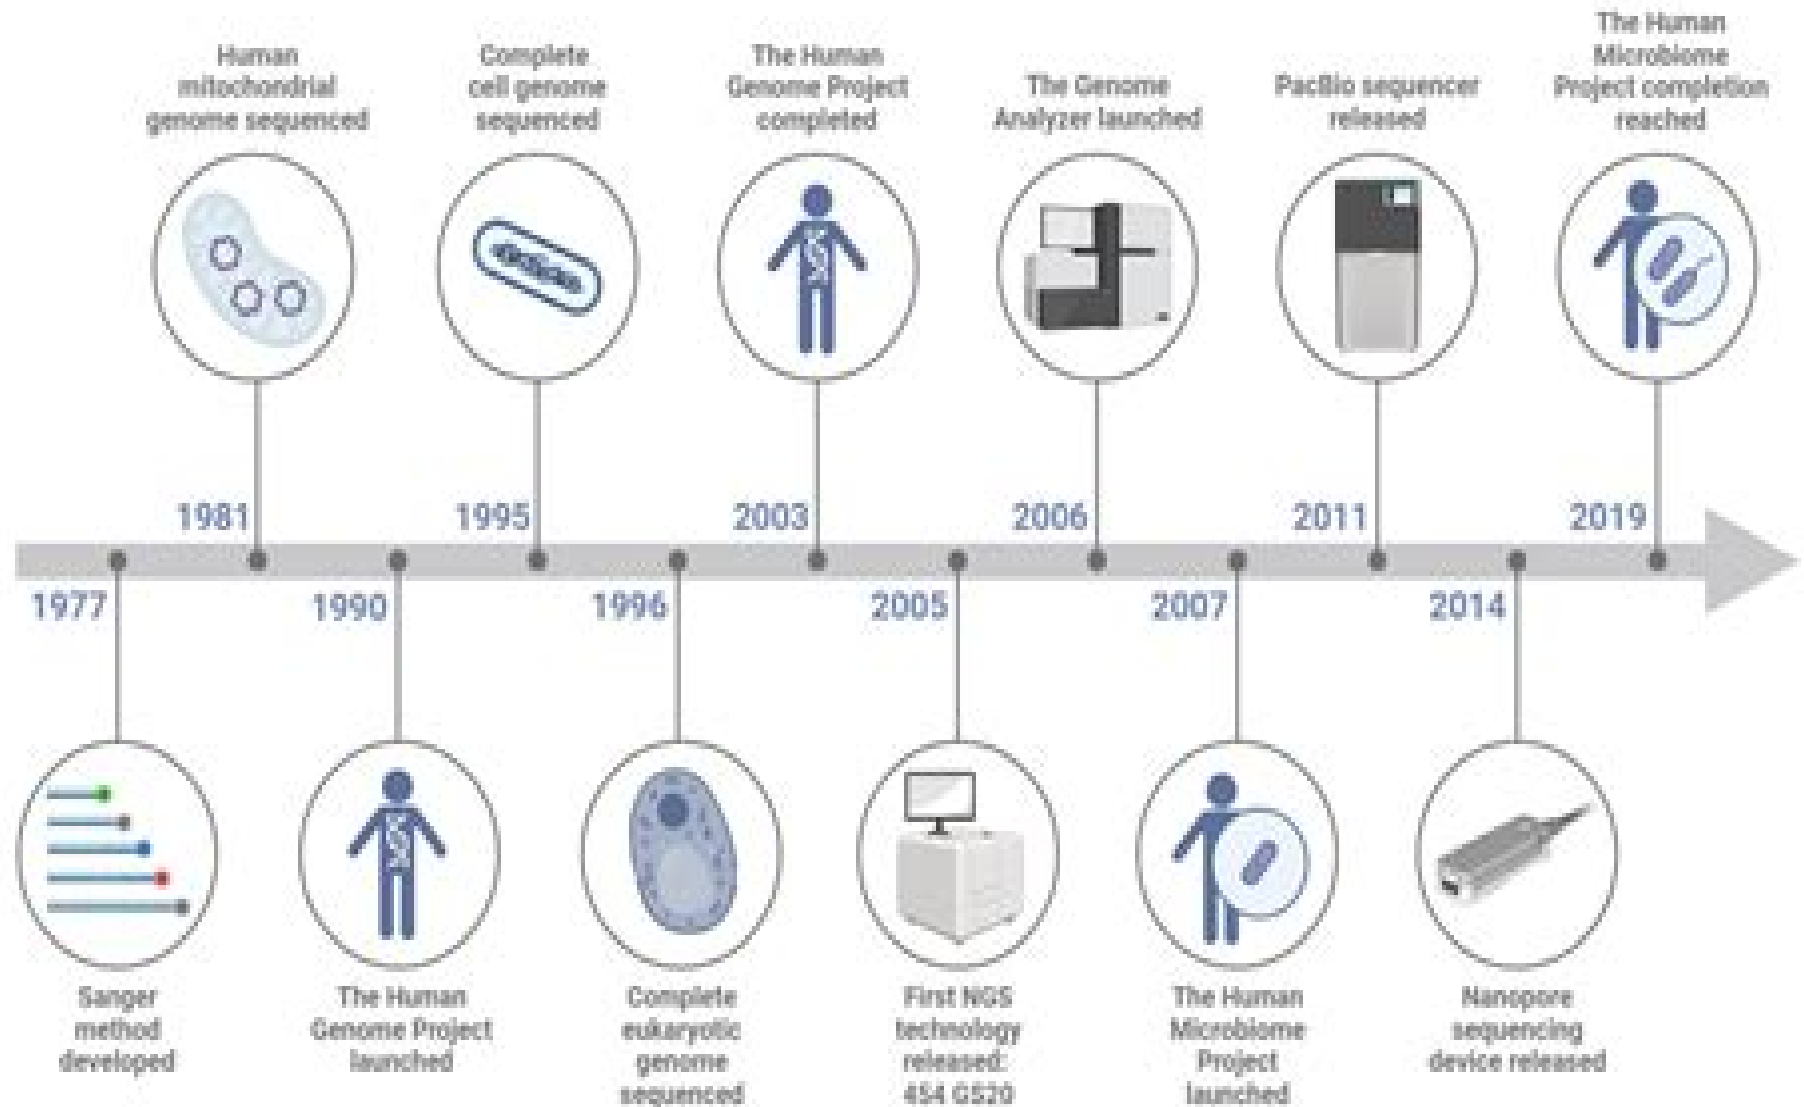 Human
mitochondrial
genome sequenced
Complete
cell genome
sequenced
The Human
Genome Project
completed
The Genome
Analyzer launched
PacBio sequencer
released
The Human
Microbiome
Project completion
reached
1981
1995
2003
2006
2011
2019
1977
1990
1996
2005
2007
2014
Sanger
method
developed
The Human
Genome Project
launched
Complete
eukaryotic
genome
sequenced
First NGS
technology
released:
454 GS20
The Human
Microbiome
Project
launched
Nanopore
sequencing
device released